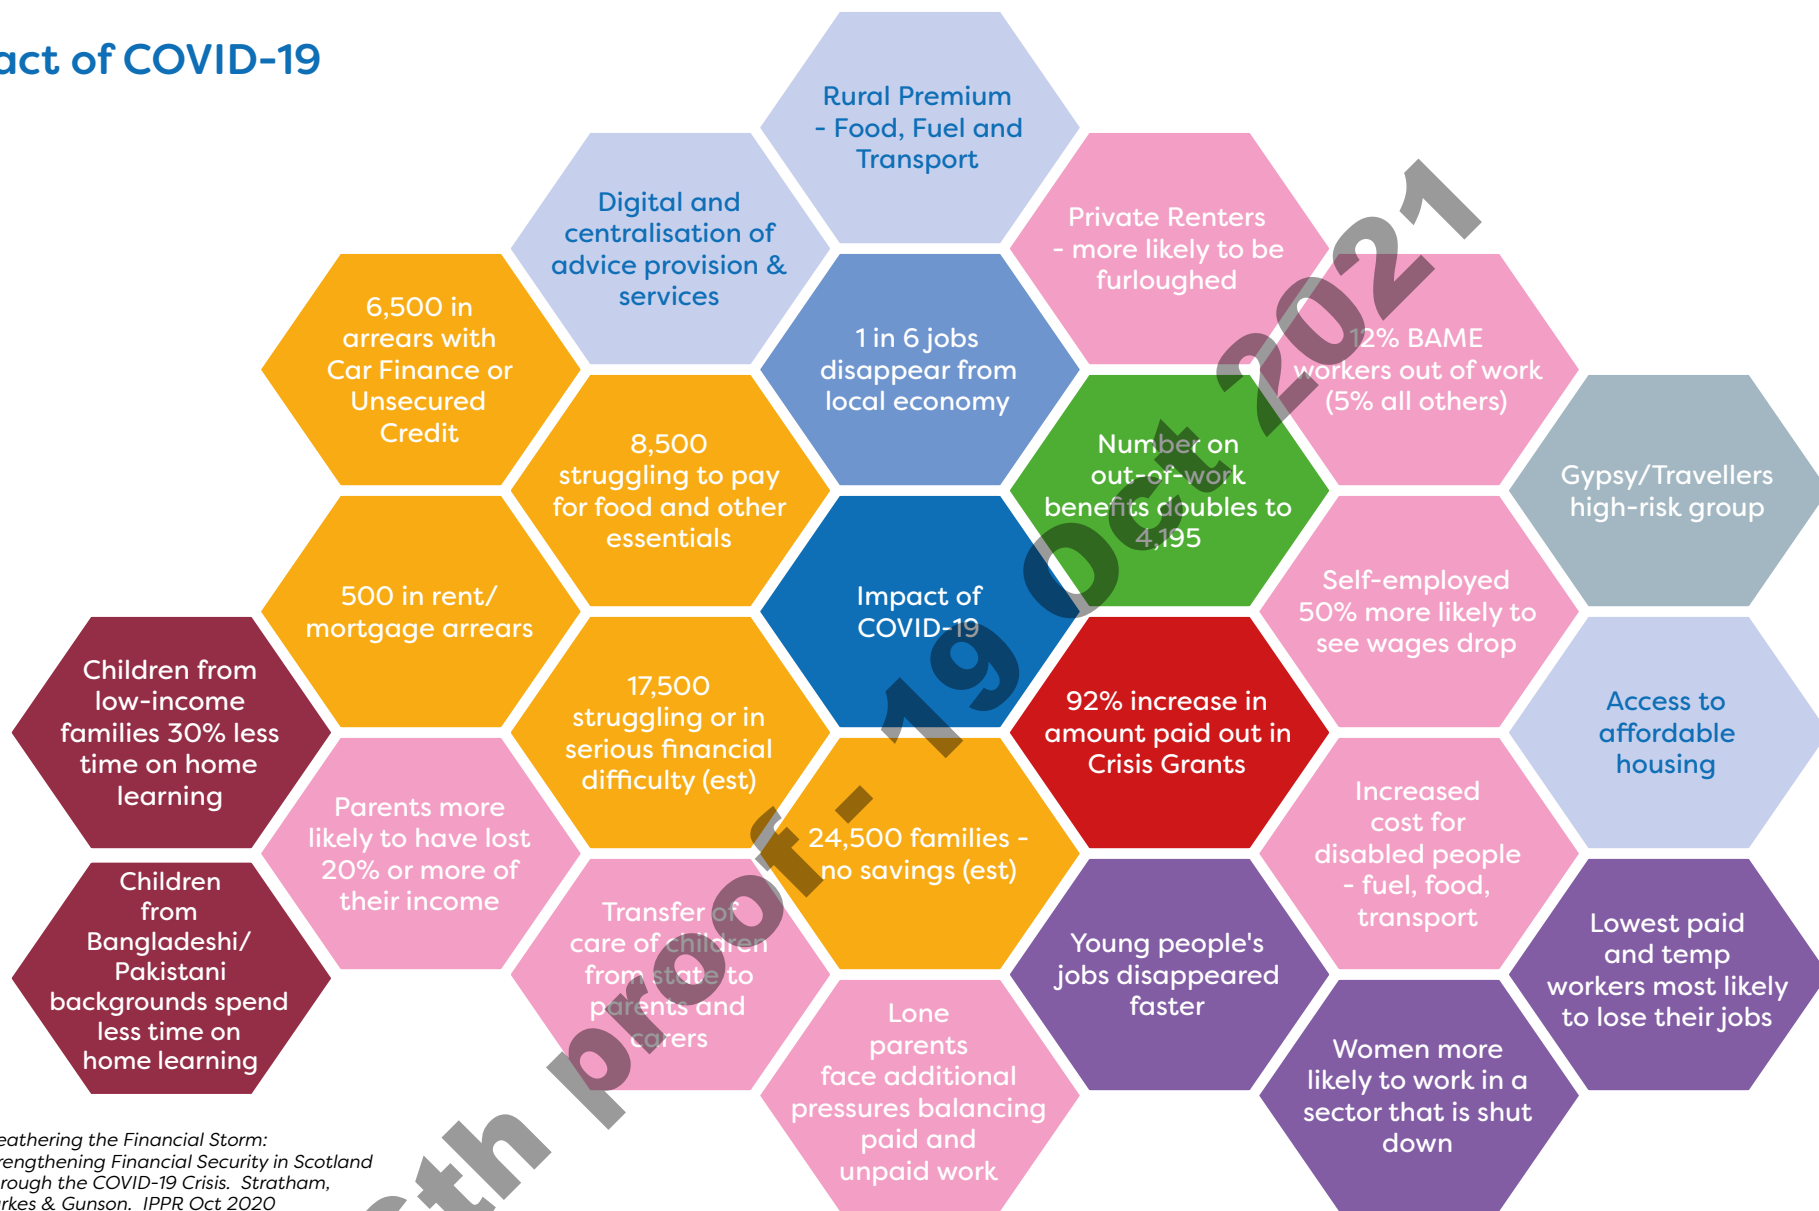 act of COVID-19
Rural Premium
- Food, Fuel and
Transport
Digital and
centralisation of
advice provision &
services
Private Renters
- more likely to be
furloughed
6,500 in
arrears with
Car Finance or
Unsecured
Credit
1 in 6 jobs
disappear from
local economy
12% BAME
workers out of work
(5% all others)
8,500
struggling to pay
for food and other
essentials
Number on
out-of-work
benefits doubles to
4,195
Gypsy/Travellers
high-risk group
500 in rent/
mortgage arrears
Impact of
COVID-19
Self-employed
50% more likely to
see wages drop
Children from
low-income
families 30% less
time on home
learning
17,500
struggling or in
serious financial
difficulty (est)
92% increase in
amount paid out in
Crisis Grants
Access to
affordable
housing
Parents more
likely to have lost
20% or more of
their income
24,500 families -
no savings (est)
Increased
cost for
disabled people
- fuel, food,
transport
Children
from
Bangladeshi/
Pakistani
backgrounds spend
less time on
home learning
Transfer of
care of children
from state to
parents and
carers
Young people's
jobs disappeared
faster
Lowest paid
and temp
workers most likely
to lose their jobs
Lone
parents
face additional
pressures balancing
paid and
unpaid work
Women more
likely to work in a
sector that is shut
down
eathering the Financial Storm:
rengthening Financial Security in Scotland
rough the COVID-19 Crisis. Stratham,
rkes & Gunson. IPPR Oct 2020
6th proof - 19 Oct 2021